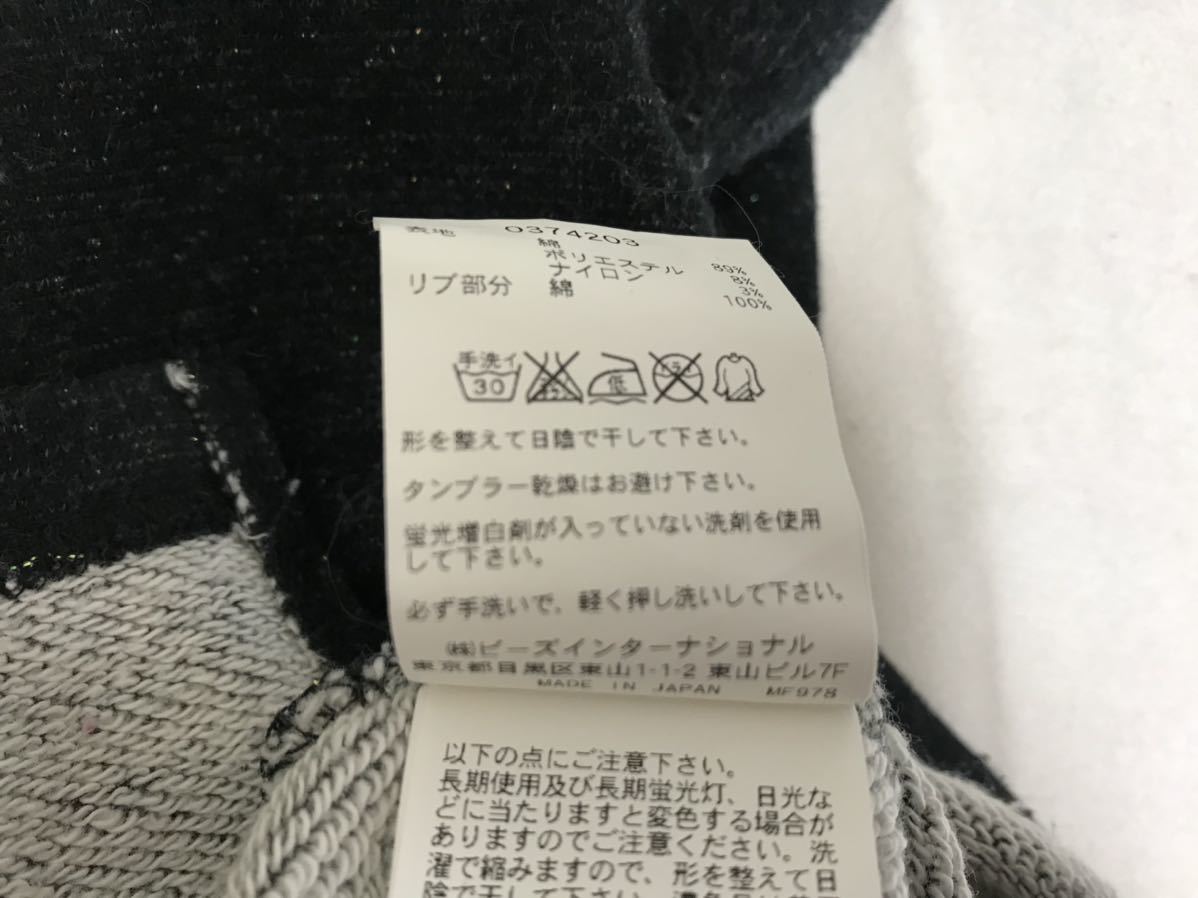 表地 0374203
綿 89%
ポリエステル 8%
ナイロン 3%
リブ部分 綿 100%
手洗イ
30 低
形を整えて日陰で干して下さい。
タンブラー乾燥はお避け下さい。
蛍光増白剤が入っていない洗剤を使用
して下さい。
必ず手洗いで、軽く押し洗いして下さい。
㈱ビーズインターナショナル
東京都目黒区東山1-1-2 東山ビル7F
MADE IN JAPAN MF978
以下の点にご注意下さい。
長期使用及び長期蛍光灯、日光な
どに当たりますと変色する場合が
ありますのでご注意ください。洗
濯で縮みますので、形を整えて日
陰で干して下さい。